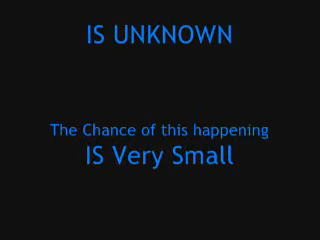 IS UNKNOWN
The Chance of this happening
IS Very Small